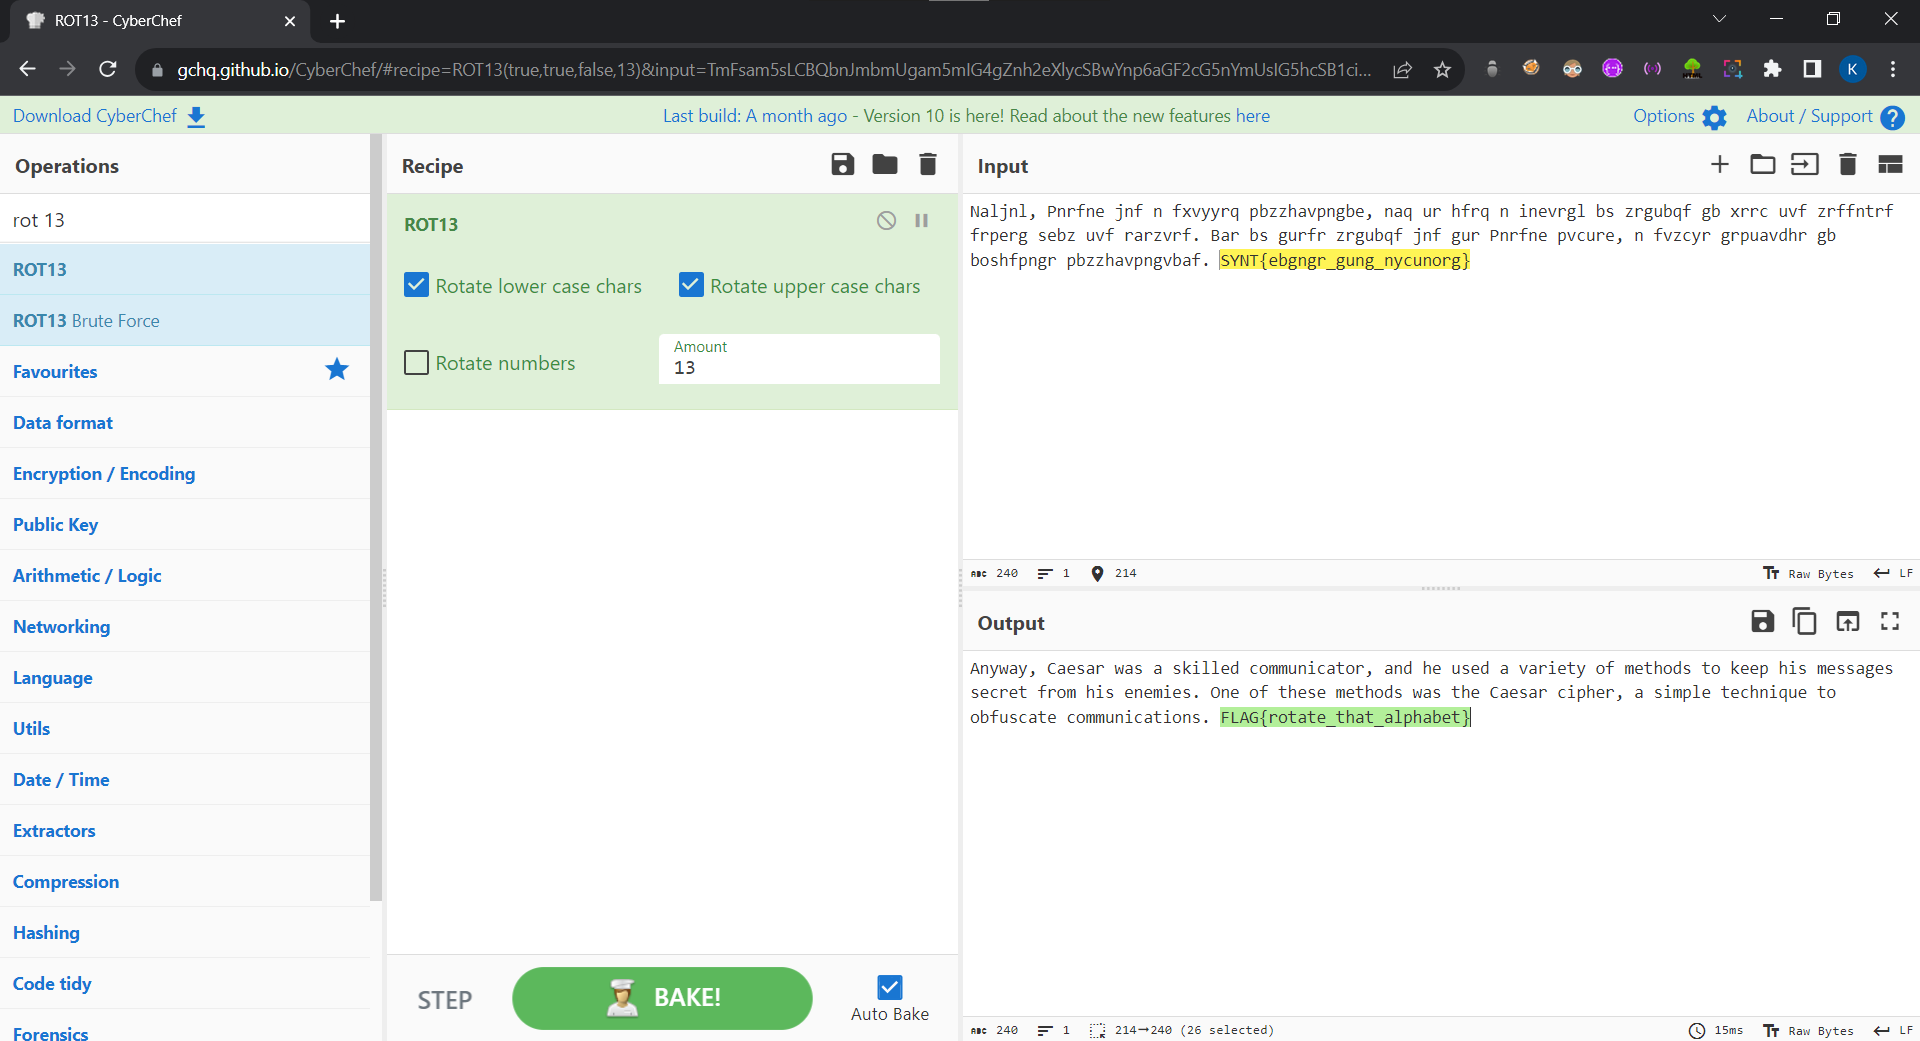 ROT13 - CyberChef
gchq.github.io/CyberChef/#recipe=ROT13(true,true,false,13)&input=TmFsam5sLCBQbnJmbmUgam5mIG4gZnh2eXlycSBwYnp6aGF2cG5nYmUsIG5hcSB1ci...
K
Download CyberChef
Last build: A month ago - Version 10 is here! Read about the new features here
Options
About / Support
Operations
rot 13
ROT13
ROT13 Brute Force
Favourites
Data format
Encryption / Encoding
Public Key
Arithmetic / Logic
Networking
Language
Utils
Date / Time
Extractors
Compression
Hashing
Code tidy
Forensics
Recipe
ROT13
Rotate lower case chars
Rotate upper case chars
Rotate numbers
Amount
13
STEP
BAKE!
Auto Bake
Input
Naljnl, Pnrfne jnf n fxvyyrq pbzzhavpngbe, naq ur hfrq n inevrgl bs zrgubqf gb xrrc uvf zrffntrf
frperg sebz uvf rarzvrf. Bar bs gurfr zrgubqf jnf gur Pnrfne pvcure, n fvzcyr grpuavdhr gb
boshfpngr pbzzhavpngvbaf. SYNT{ebgngr_gung_nycunorg}
ABC 240 1 214
Raw Bytes LF
Output
Anyway, Caesar was a skilled communicator, and he used a variety of methods to keep his messages
secret from his enemies. One of these methods was the Caesar cipher, a simple technique to
obfuscate communications. FLAG{rotate_that_alphabet}
ABC 240 1 214→240 (26 selected)
15ms Raw Bytes LF